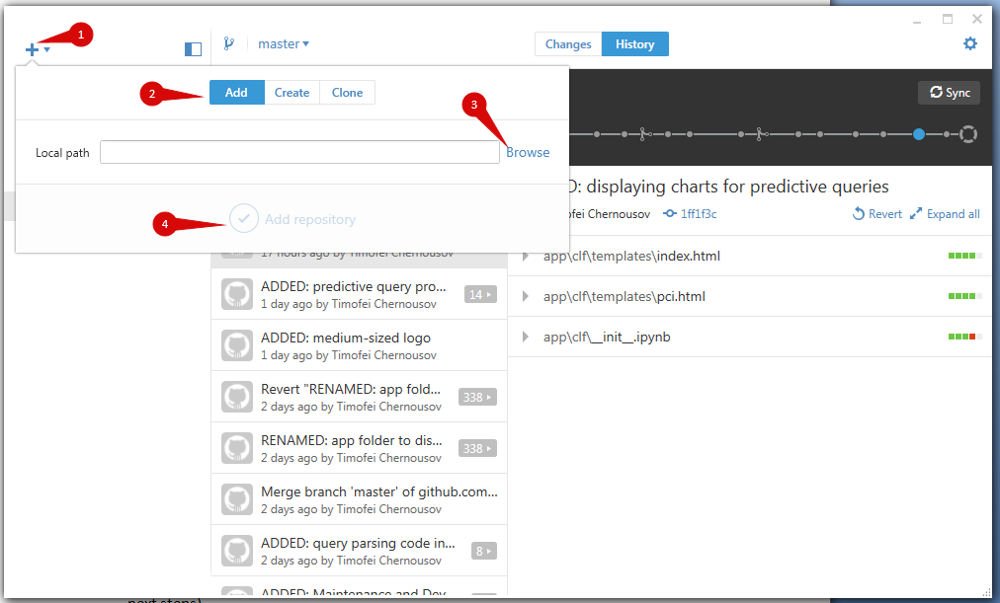 1
master
Changes
History
2
Add
Create
Clone
3
Sync
Local path
Browse
D: displaying charts for predictive queries
ofei Chernousov
1ff1f3c
Revert
Expand all
4
Add repository
17 hours ago by Timofei Chernousov
app\clf\templates\index.html
ADDED: predictive query pro...
1 day ago by Timofei Chernousov
14
app\clf\templates\pci.html
ADDED: medium-sized logo
1 day ago by Timofei Chernousov
app\clf\__init__.ipynb
Revert "RENAMED: app fold...
2 days ago by Timofei Chernousov
338
RENAMED: app folder to dis...
2 days ago by Timofei Chernousov
338
Merge branch 'master' of github.com...
2 days ago by Timofei Chernousov
ADDED: query parsing code in...
2 days ago by Timofei Chernousov
8
ADDED: Maintenance and Dev
next steps)